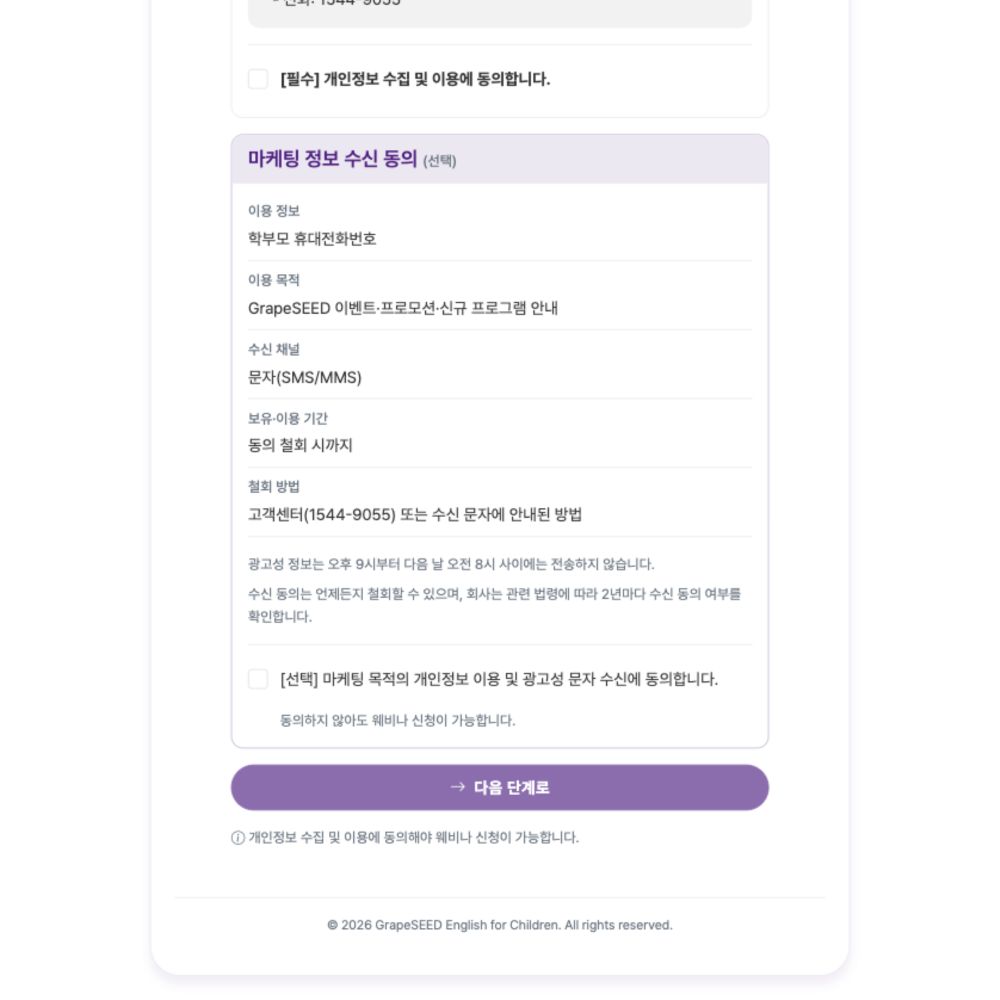 - 전화: 1544-9055
[필수] 개인정보 수집 및 이용에 동의합니다.
마케팅 정보 수신 동의 (선택)
이용 정보
학부모 휴대전화번호
이용 목적
GrapeSEED 이벤트·프로모션·신규 프로그램 안내
수신 채널
문자(SMS/MMS)
보유·이용 기간
동의 철회 시까지
철회 방법
고객센터(1544-9055) 또는 수신 문자에 안내된 방법
광고성 정보는 오후 9시부터 다음 날 오전 8시 사이에는 전송하지 않습니다.
수신 동의는 언제든지 철회할 수 있으며, 회사는 관련 법령에 따라 2년마다 수신 동의 여부를
확인합니다.
[선택] 마케팅 목적의 개인정보 이용 및 광고성 문자 수신에 동의합니다.
동의하지 않아도 웨비나 신청이 가능합니다.
→ 다음 단계로
개인정보 수집 및 이용에 동의해야 웨비나 신청이 가능합니다.
© 2026 GrapeSEED English for Children. All rights reserved.